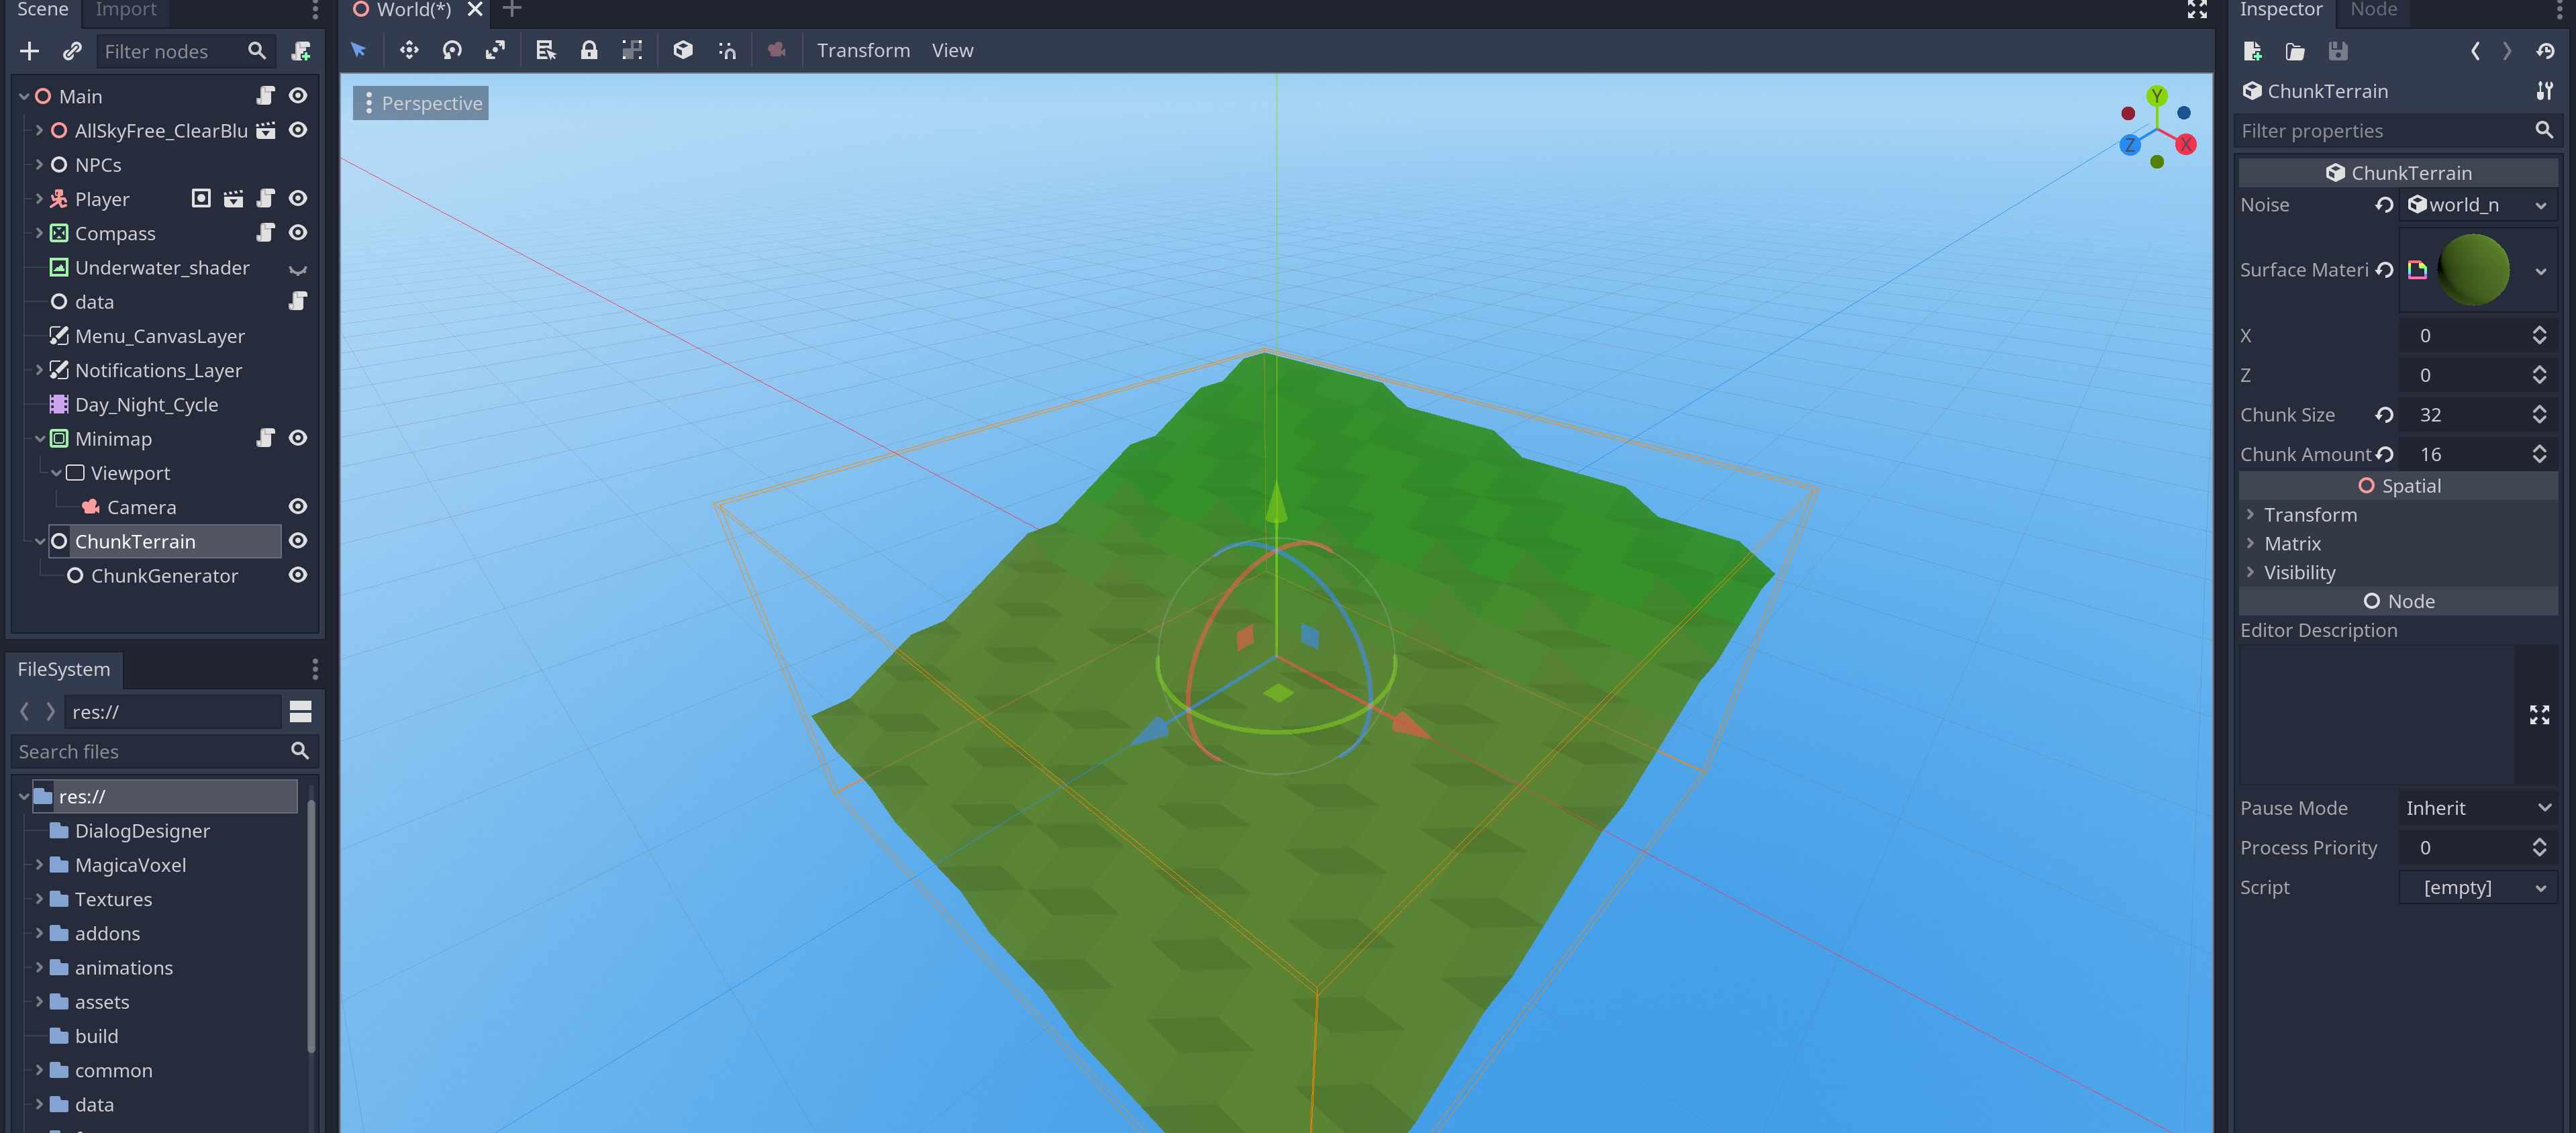 Scene
Import
Filter nodes
Main
AllSkyFree_ClearBlu
NPCs
Player
Compass
Underwater_shader
data
Menu_CanvasLayer
Notifications_Layer
Day_Night_Cycle
Minimap
Viewport
Camera
ChunkTerrain
ChunkGenerator
FileSystem
res://
Search files
res://
DialogDesigner
MagicaVoxel
Textures
addons
animations
assets
build
common
data
World(*)
Transform
View
Perspective
Y
Z
X
Inspector
Node
ChunkTerrain
Filter properties
ChunkTerrain
Noise
world_n
Surface Materi
X 0
Z 0
Chunk Size 32
Chunk Amount 16
Spatial
Transform
Matrix
Visibility
Node
Editor Description
Pause Mode Inherit
Process Priority 0
Script [empty]